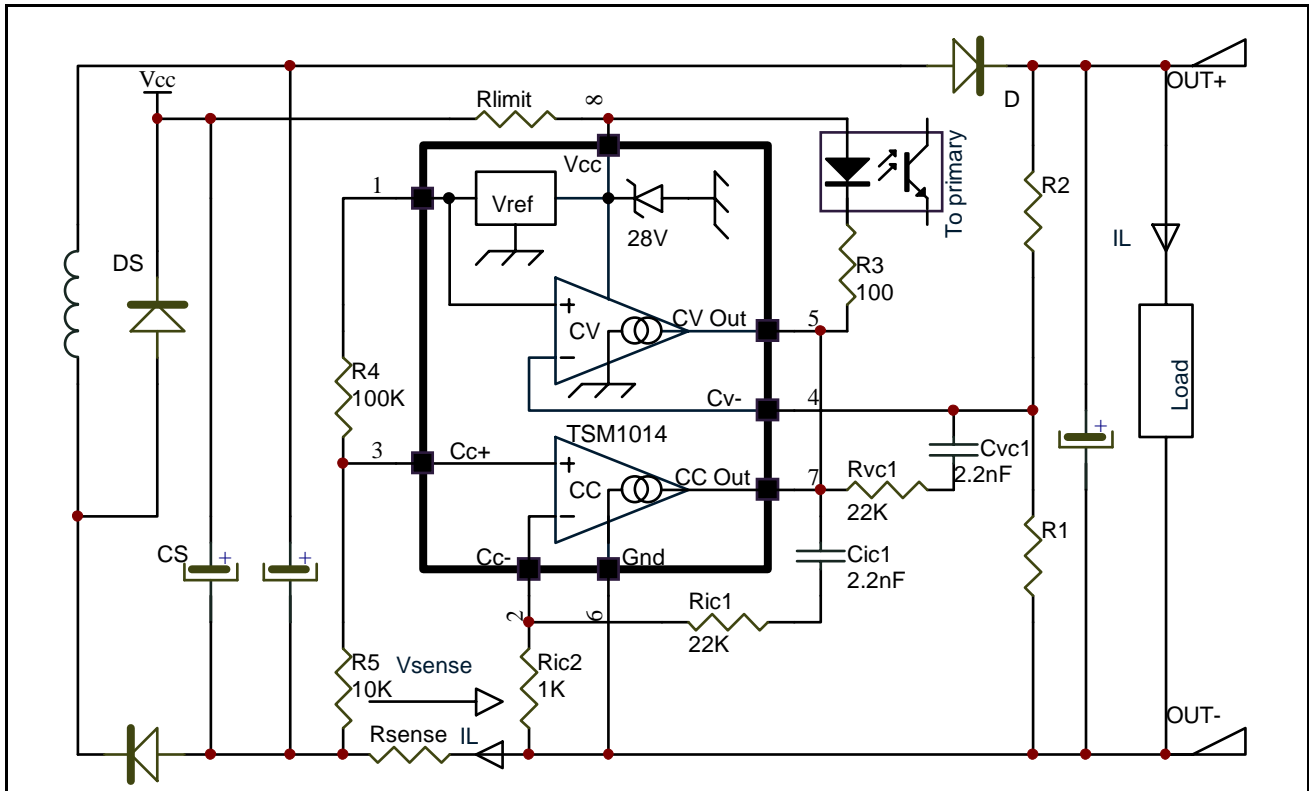 Vcc
Rlimit
8
D
OUT+
1
Vcc
Vref
28V
To primary
R2
IL
DS
R3
100
+
CV
-
CV Out
5
R4
100K
Cv-
4
Load
TSM1014
3
Cc+
+
CC
-
CC Out
7
Rvc1
22K
Cvc1
2.2nF
+
R1
CS
+
+
Cc-
Gnd
Cic1
2.2nF
2
6
Ric1
22K
R5
10K
Vsense
Ric2
1K
Rsense
IL
OUT-